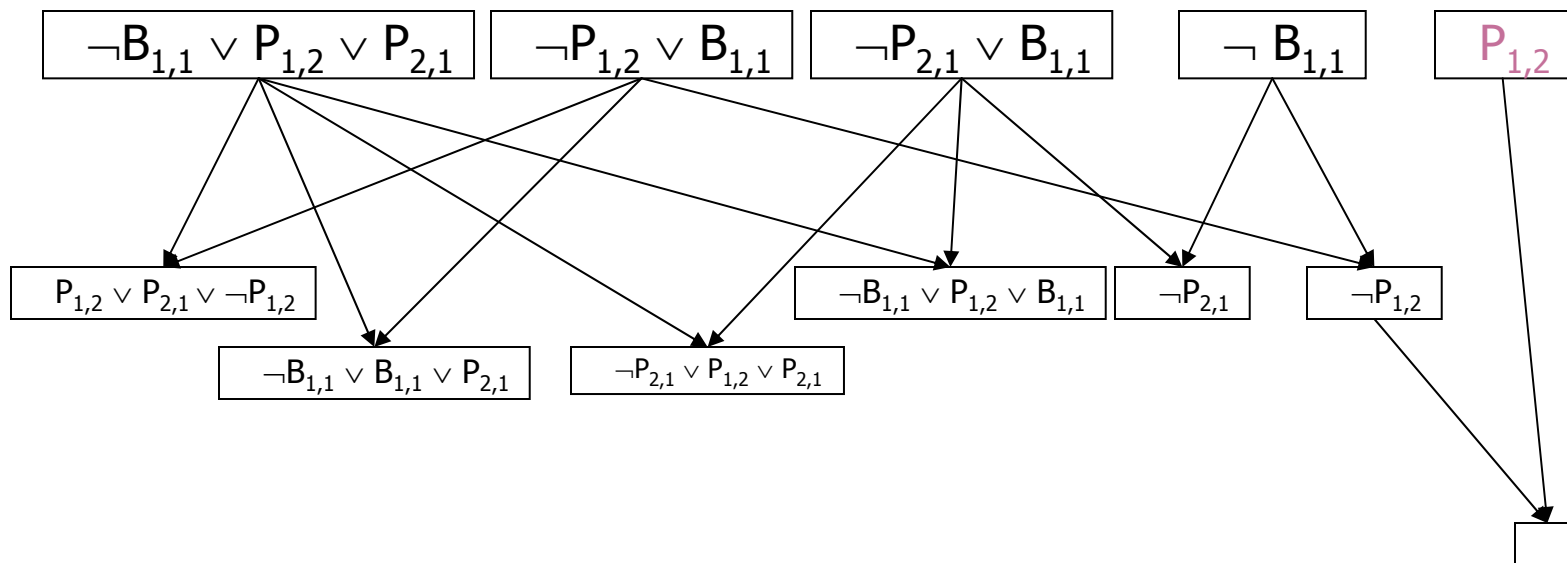 ¬B1,1 ∨ P1,2 ∨ P2,1
¬P1,2 ∨ B1,1
¬P2,1 ∨ B1,1
¬ B1,1
P1,2
P1,2 ∨ P2,1 ∨ ¬P1,2
¬B1,1 ∨ P1,2 ∨ B1,1
¬P2,1
¬P1,2
¬B1,1 ∨ B1,1 ∨ P2,1
¬P2,1 ∨ P1,2 ∨ P2,1